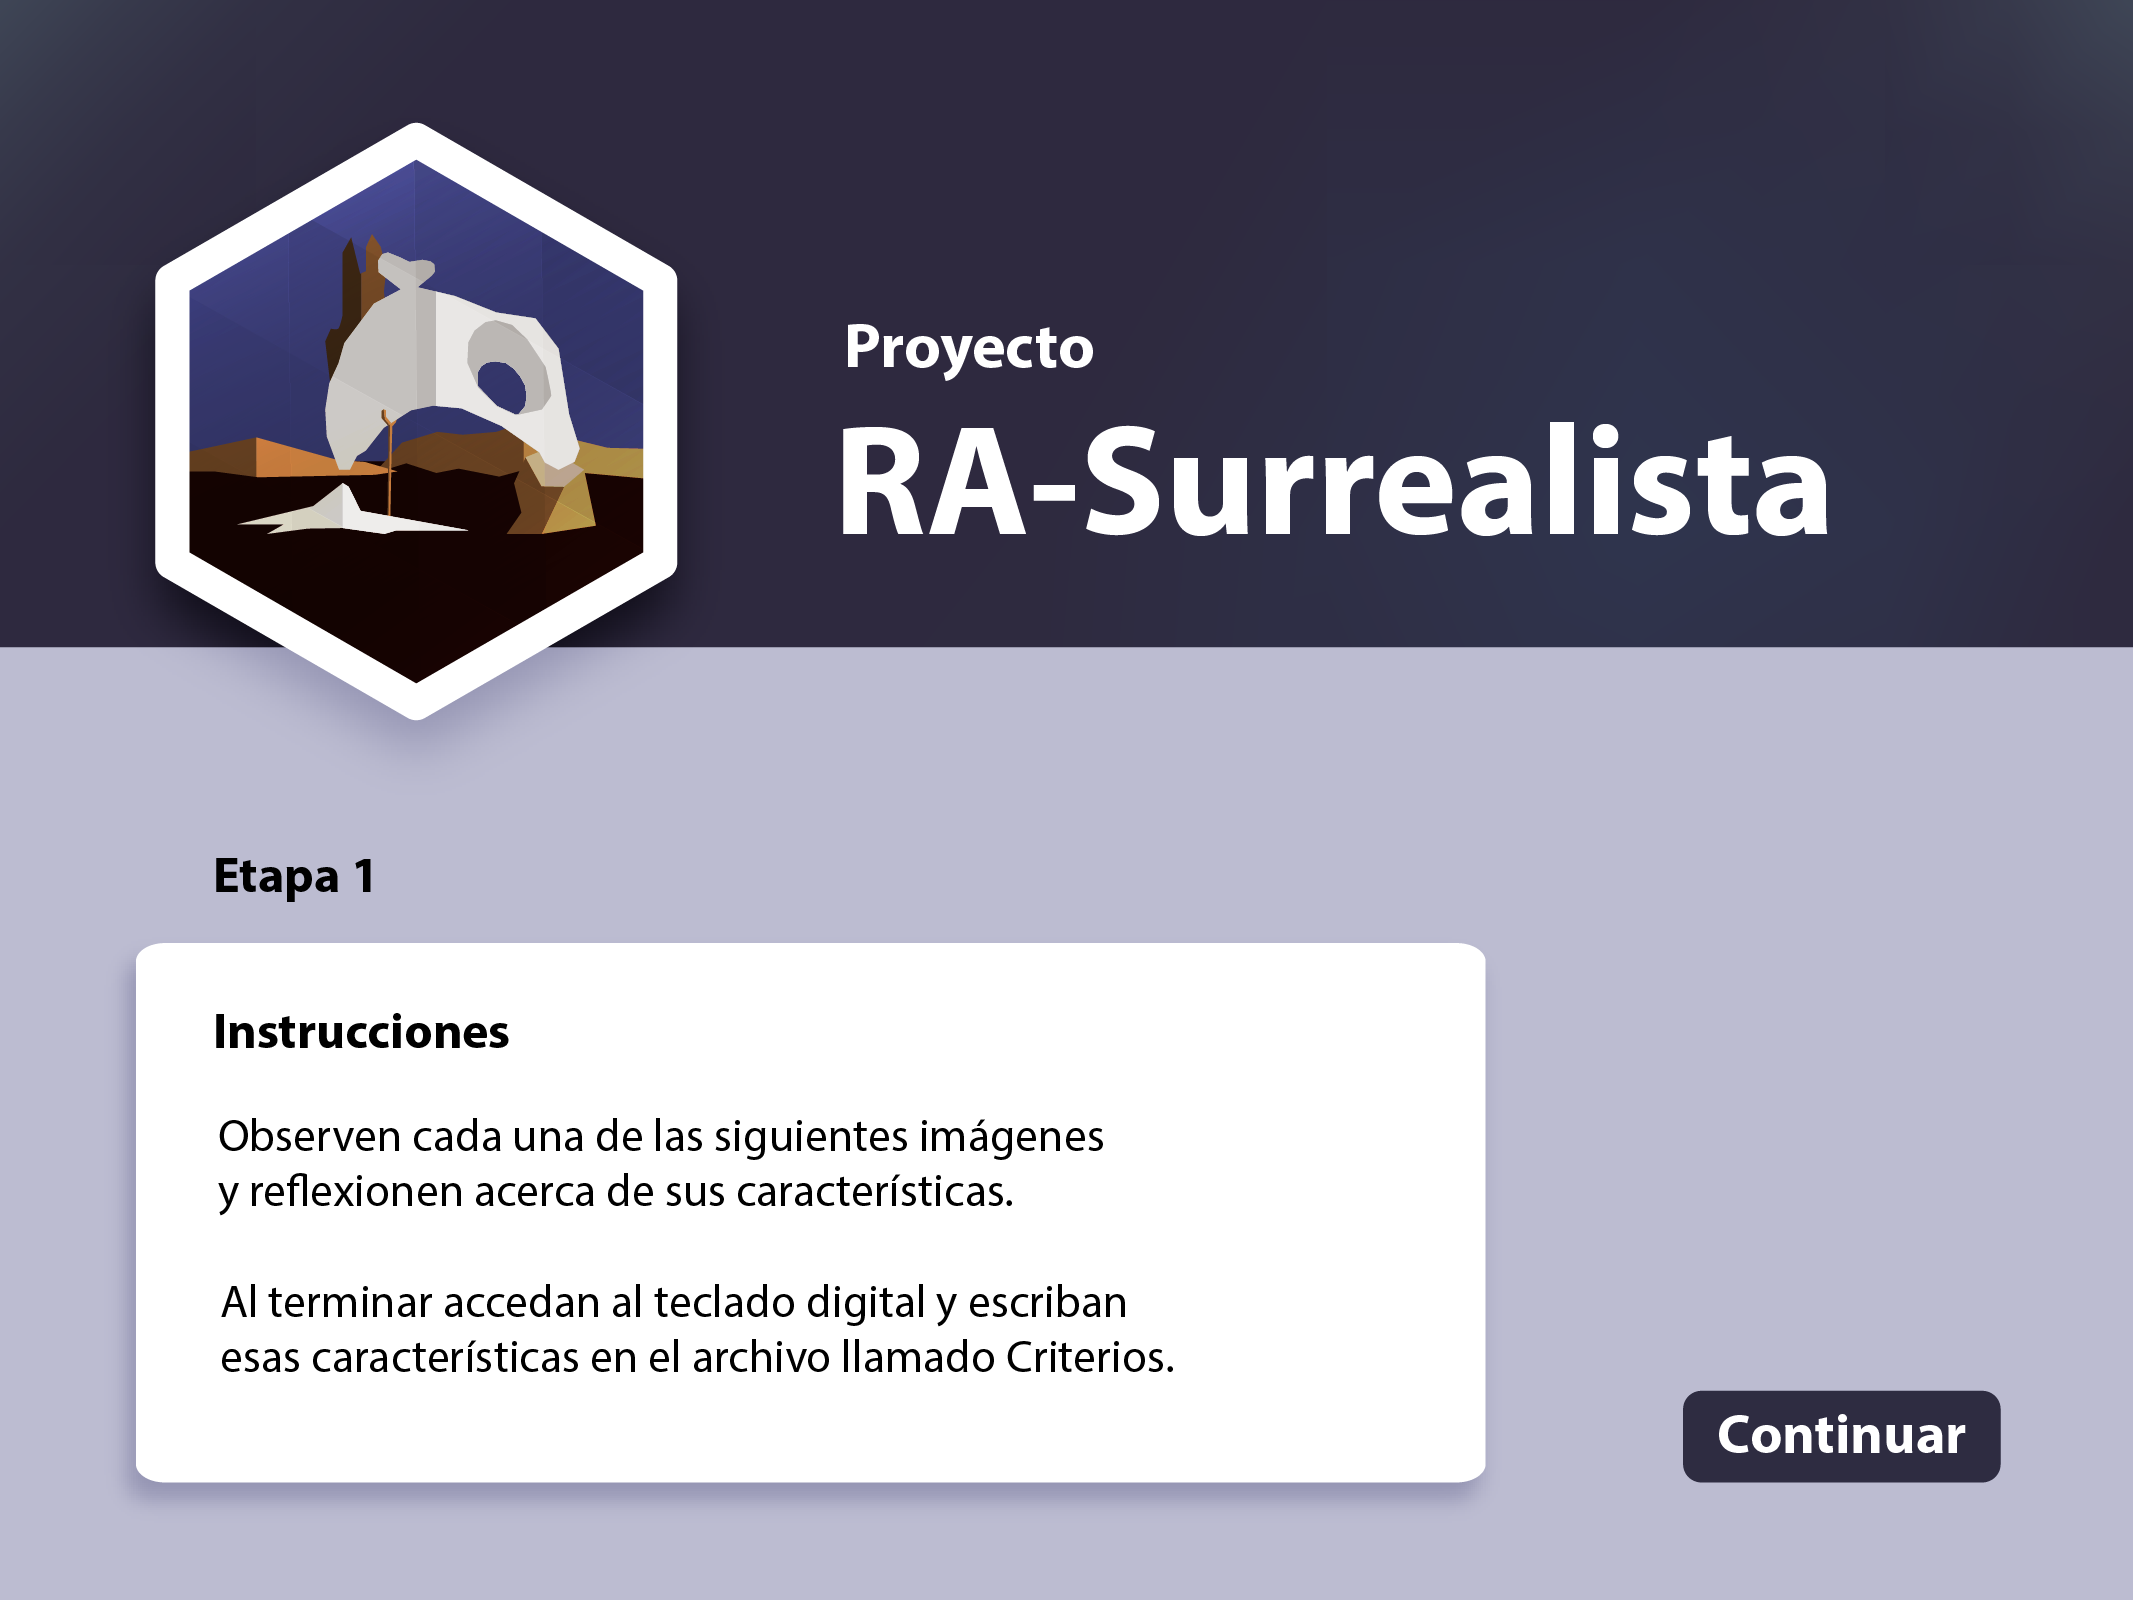 Proyecto
RA-Surrealista
Etapa 1
Instrucciones
Observen cada una de las siguientes imágenes
y reflexionen acerca de sus características.
Al terminar accedan al teclado digital y escriban
esas características en el archivo llamado Criterios.
Continuar